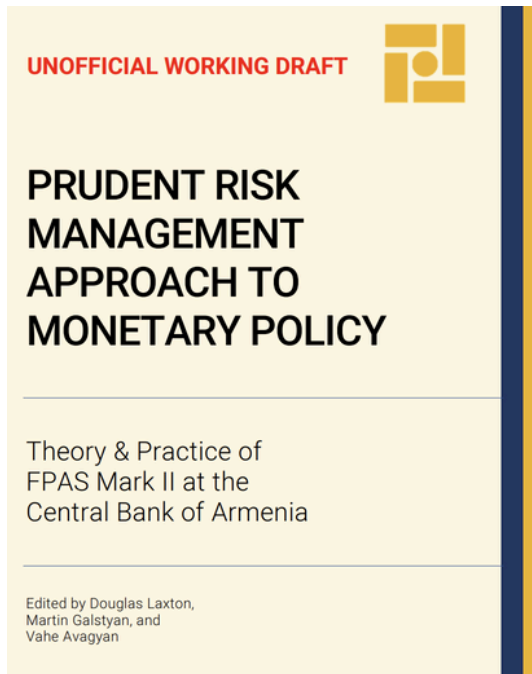 UNOFFICIAL WORKING DRAFT
PRUDENT RISK
MANAGEMENT
APPROACH TO
MONETARY POLICY
Theory & Practice of
FPAS Mark II at the
Central Bank of Armenia
Edited by Douglas Laxton,
Martin Galstyan, and
Vahe Avagyan